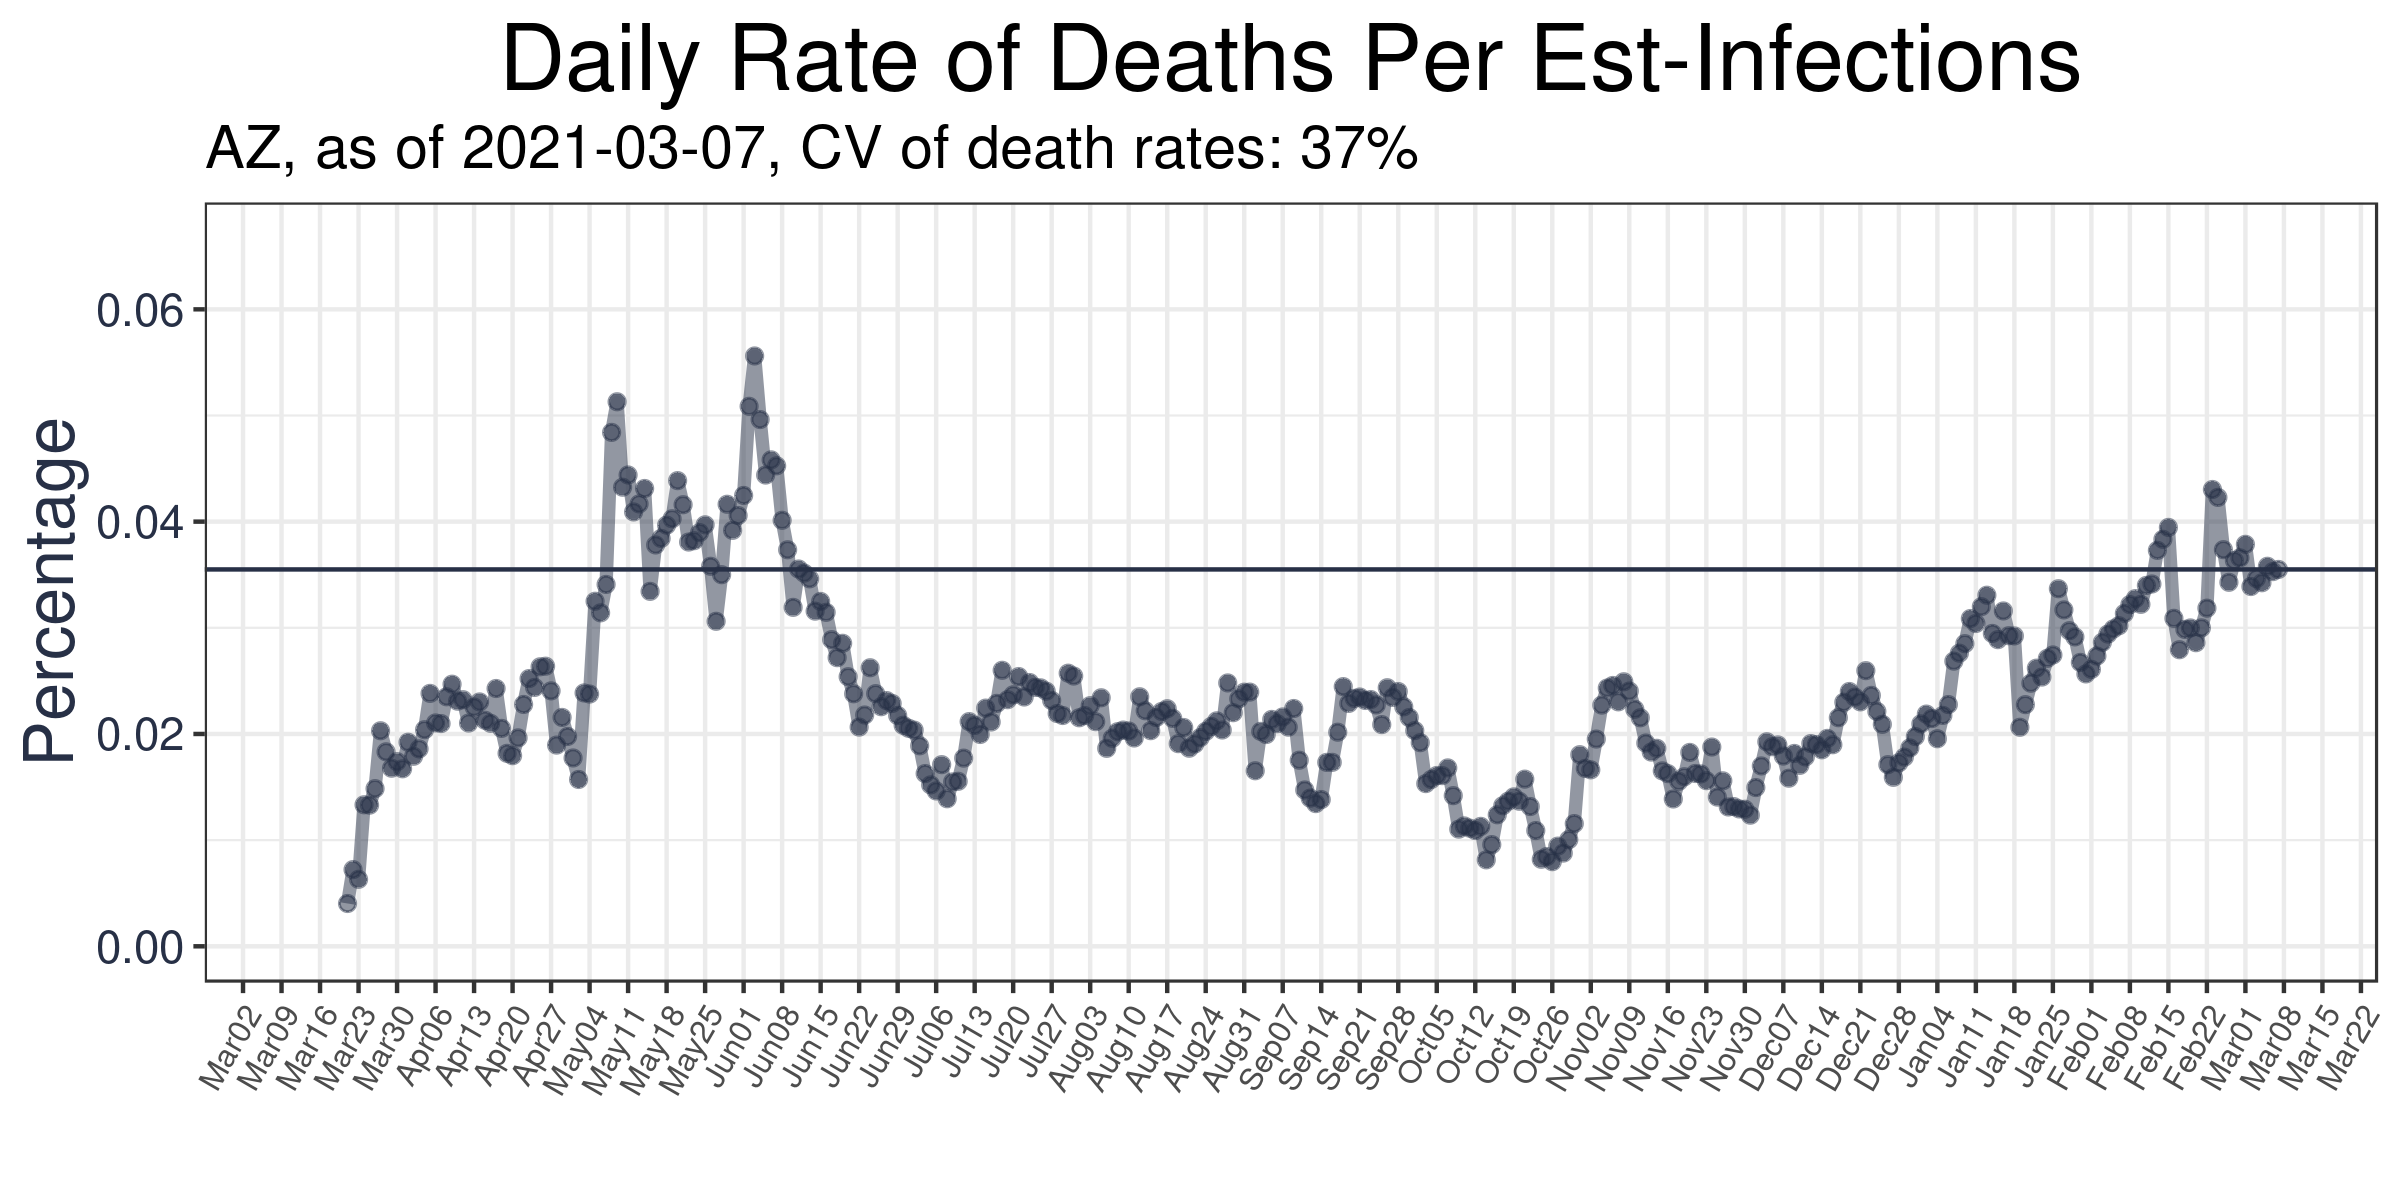 Daily Rate of Deaths Per Est-Infections
AZ, as of 2021-03-07, CV of death rates: 37%
Percentage
0.06
0.04
0.02
0.00
Mar02
Mar09
Mar16
Mar23
Mar30
Apr06
Apr13
Apr20
Apr27
May04
May11
May18
May25
Jun01
Jun08
Jun15
Jun22
Jun29
Jul06
Jul13
Jul20
Jul27
Aug03
Aug10
Aug17
Aug24
Aug31
Sep07
Sep14
Sep21
Sep28
Oct05
Oct12
Oct19
Oct26
Nov02
Nov09
Nov16
Nov23
Nov30
Dec07
Dec14
Dec21
Dec28
Jan04
Jan11
Jan18
Jan25
Feb01
Feb08
Feb15
Feb22
Mar01
Mar08
Mar15
Mar22